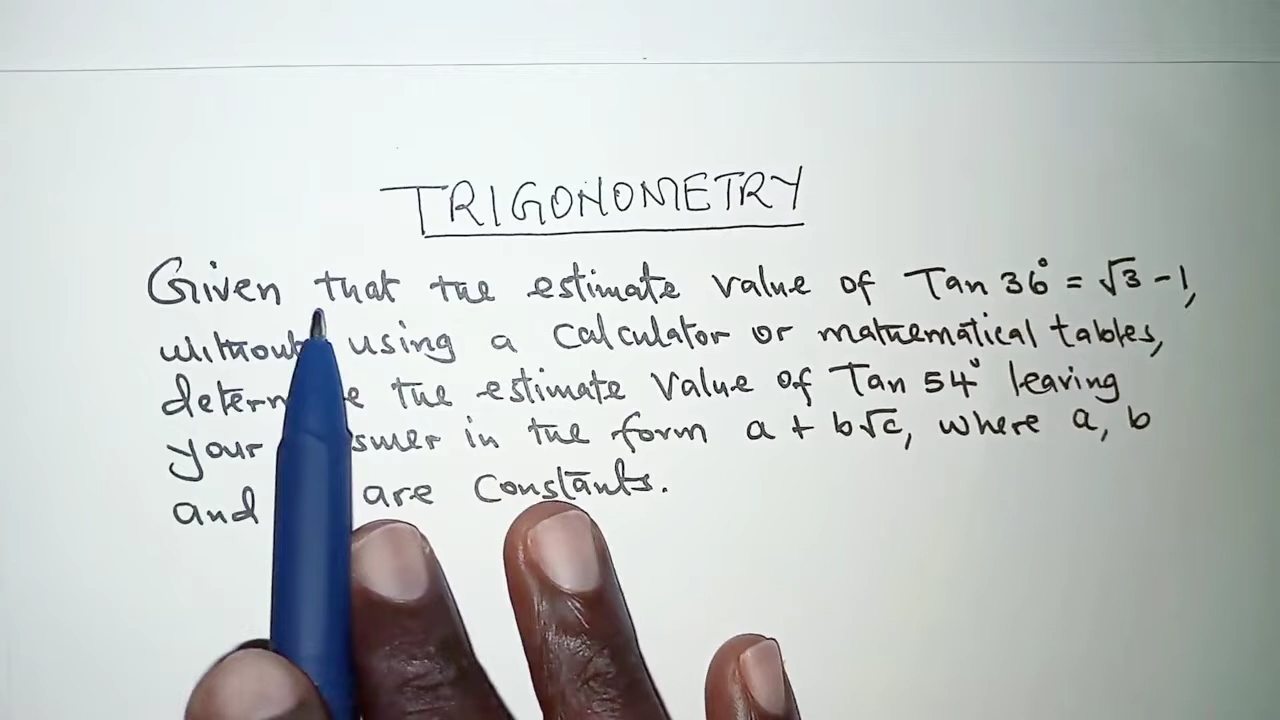 TRIGONOMETRY
Given that the estimate value of Tan 36° = √3 - 1,
without using a calculator or mathematical tables,
the estimate value of Tan 54° leaving
your in the form a + b√c, where a, b
and are constants.